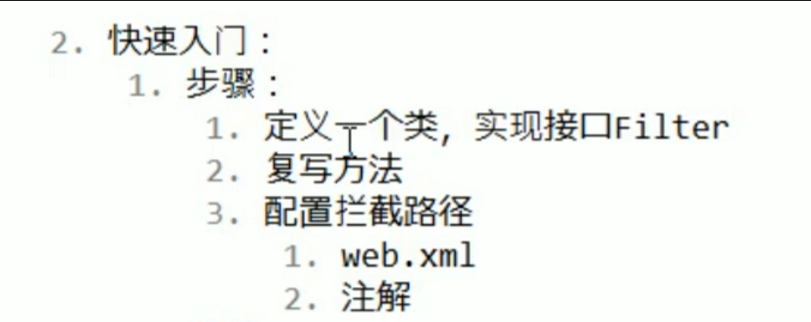 2. 快速入门：
1. 步骤：
1. 定义一个类，实现接口Filter
2. 复写方法
3. 配置拦截路径
1. web.xml
2. 注解